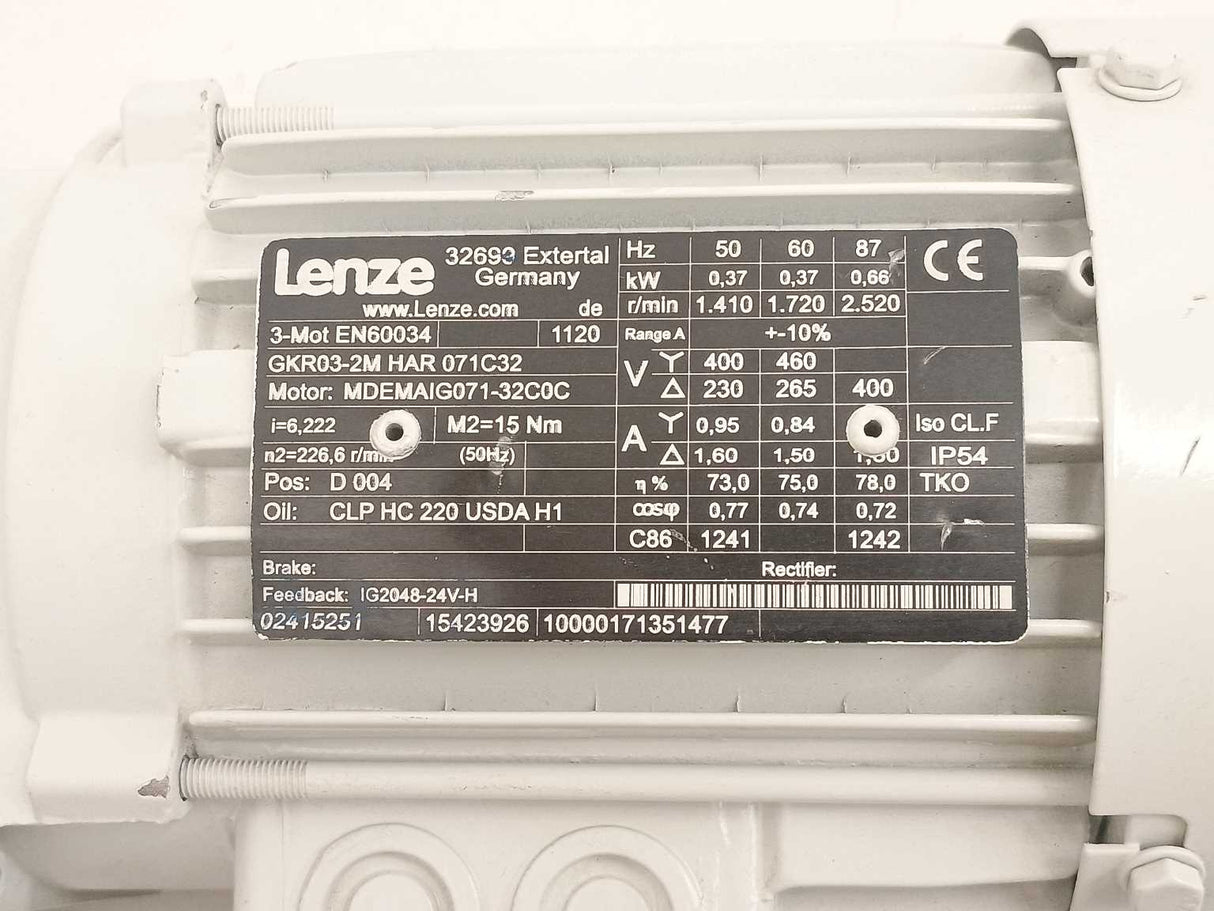 Lenze 32699 Extertal
Germany
www.Lenze.com de
3-Mot EN60034 1120
GKR03-2M HAR 071C32
Motor: MDEMAIG071-32C0C
i=6,222 M2=15 Nm
n2=226,6 r/min (50Hz)
Pos: D 004
Oil: CLP HC 220 USDA H1
Hz 50 60 87
kW 0,37 0,37 0,66
r/min 1.410 1.720 2.520
Range A +-10%
V Y 400 460
Δ 230 265 400
A Y 0,95 0,84
Δ 1,60 1,50
η % 73,0 75,0 78,0
cosφ 0,77 0,74 0,72
C86 1241 1242
CE
Iso CL.F
IP54
TKO
Brake: Rectifier:
Feedback: IG2048-24V-H
02415251 15423926 10000171351477